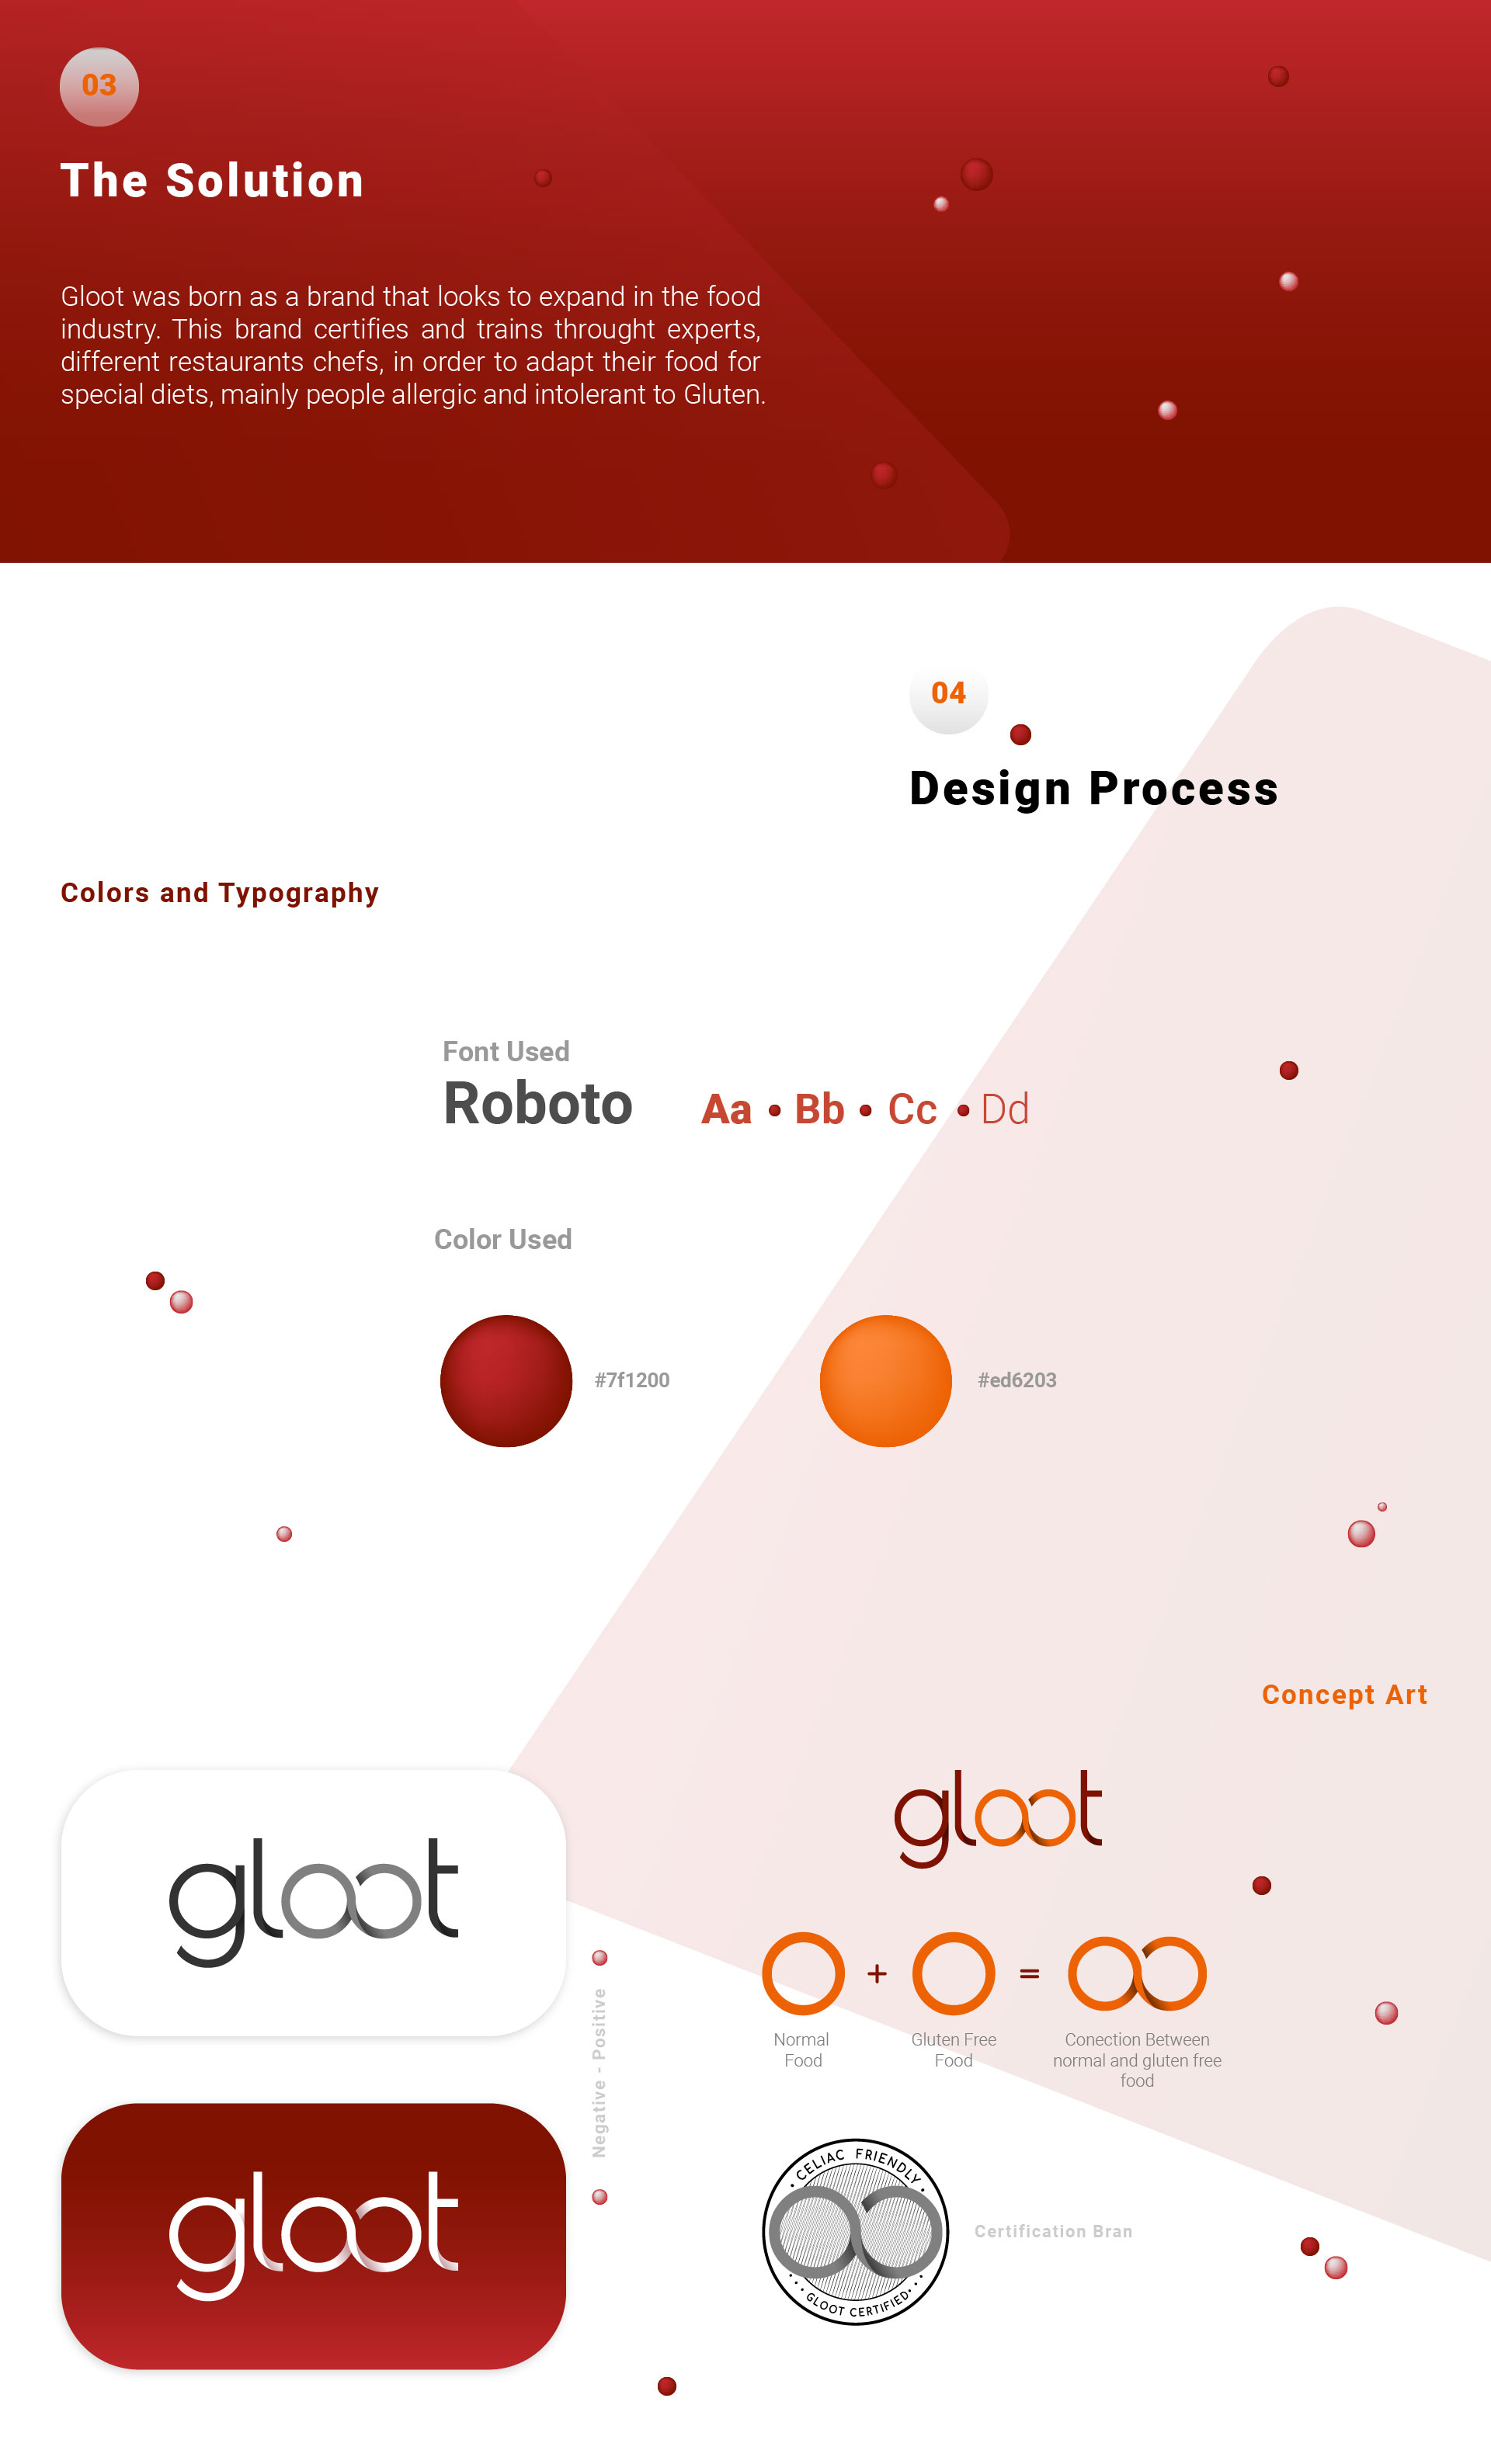 03
The Solution
Gloot was born as a brand that looks to expand in the food
industry. This brand certifies and trains throught experts,
different restaurants chefs, in order to adapt their food for
special diets, mainly people allergic and intolerant to Gluten.
04
Design Process
Colors and Typography
Font Used
Roboto
Aa • Bb • Cc • Dd
Color Used
#7f1200
#ed6203
Concept Art
gloot
gloot
+ =
Normal
Food
Gluten Free
Food
Conection Between
normal and gluten free
food
Negative - Positive
gloot
• CELIAC FRIENDLY •
• • • GLOOT CERTIFIED • • •
Certification Bran